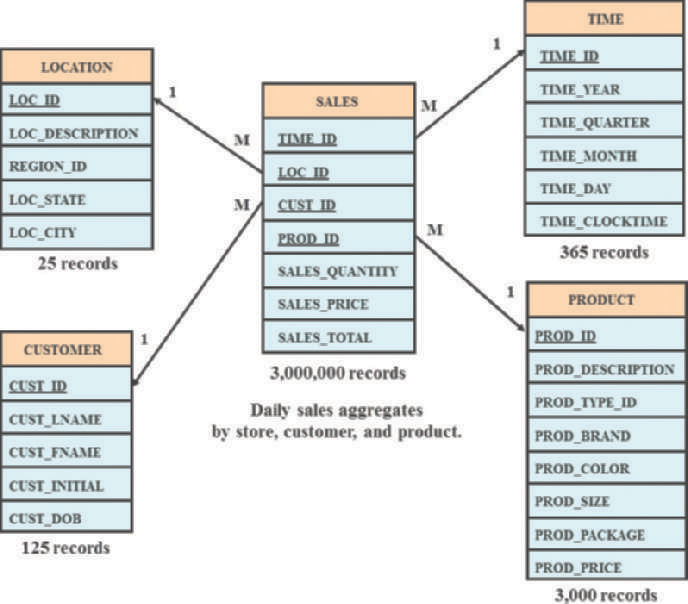 LOCATION
LOC_ID
LOC_DESCRIPTION
REGION_ID
LOC_STATE
LOC_CITY
25 records
1
M
SALES
TIME_ID
LOC_ID
CUST_ID
PROD_ID
SALES_QUANTITY
SALES_PRICE
SALES_TOTAL
3,000,000 records
Daily sales aggregates
by store, customer, and product.
M
1
TIME
TIME_ID
TIME_YEAR
TIME_QUARTER
TIME_MONTH
TIME_DAY
TIME_CLOCKTIME
365 records
M
1
CUSTOMER
CUST_ID
CUST_LNAME
CUST_FNAME
CUST_INITIAL
CUST_DOB
125 records
M
1
PRODUCT
PROD_ID
PROD_DESCRIPTION
PROD_TYPE_ID
PROD_BRAND
PROD_COLOR
PROD_SIZE
PROD_PACKAGE
PROD_PRICE
3,000 records